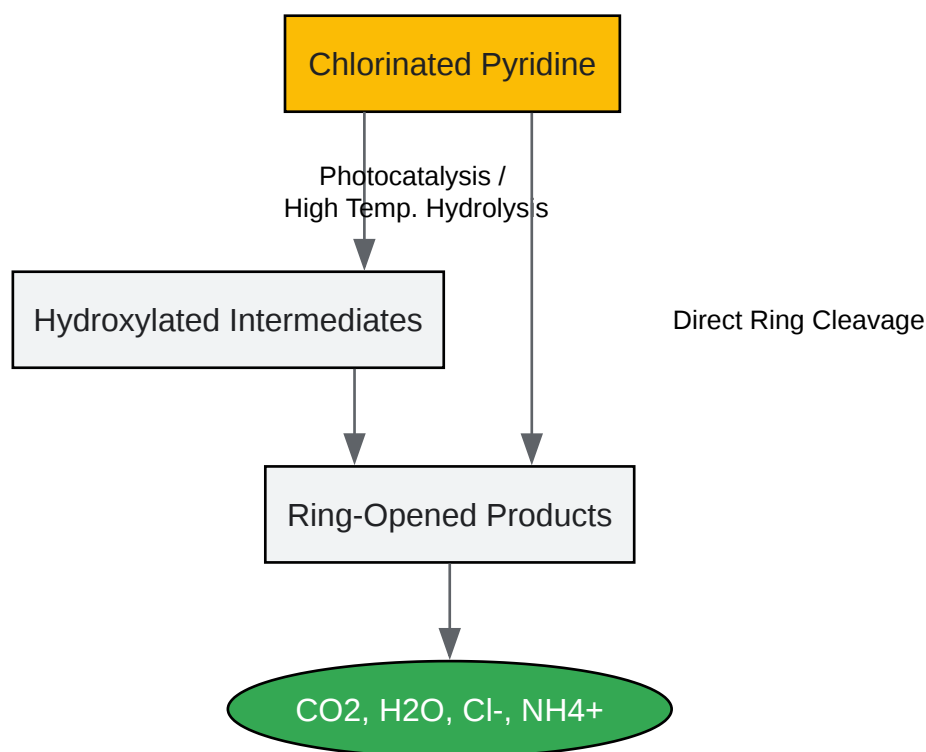 Chlorinated Pyridine
Photocatalysis /
High Temp. Hydrolysis
Hydroxylated Intermediates
Direct Ring Cleavage
Ring-Opened Products
CO2, H2O, Cl-, NH4+